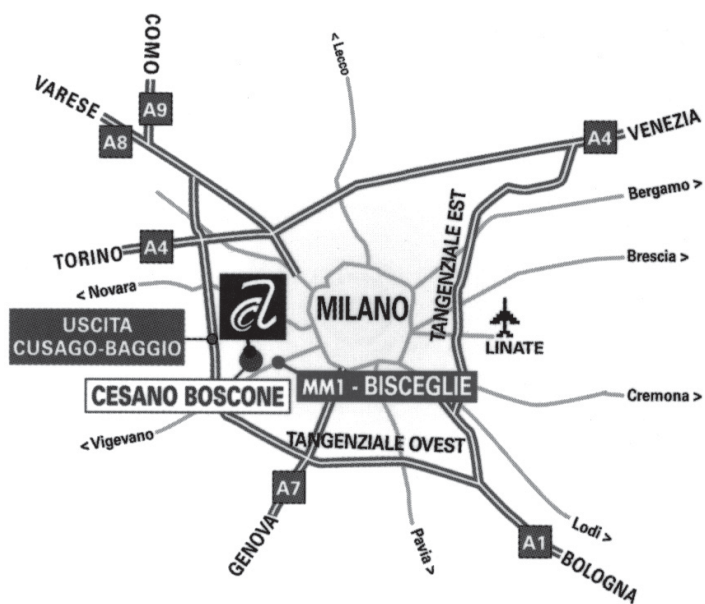 COMO
A9
< Lecco
VARESE
A8
A4
VENEZIA
Bergamo >
TANGENZIALE EST
TORINO
A4
Brescia >
< Novara
MILANO
USCITA
CUSAGO-BAGGIO
LINATE
CESANO BOSCONE
MM1 - BISCEGLIE
Cremona >
< Vigevano
TANGENZIALE OVEST
A7
GENOVA
Pavia >
Lodi >
A1
BOLOGNA